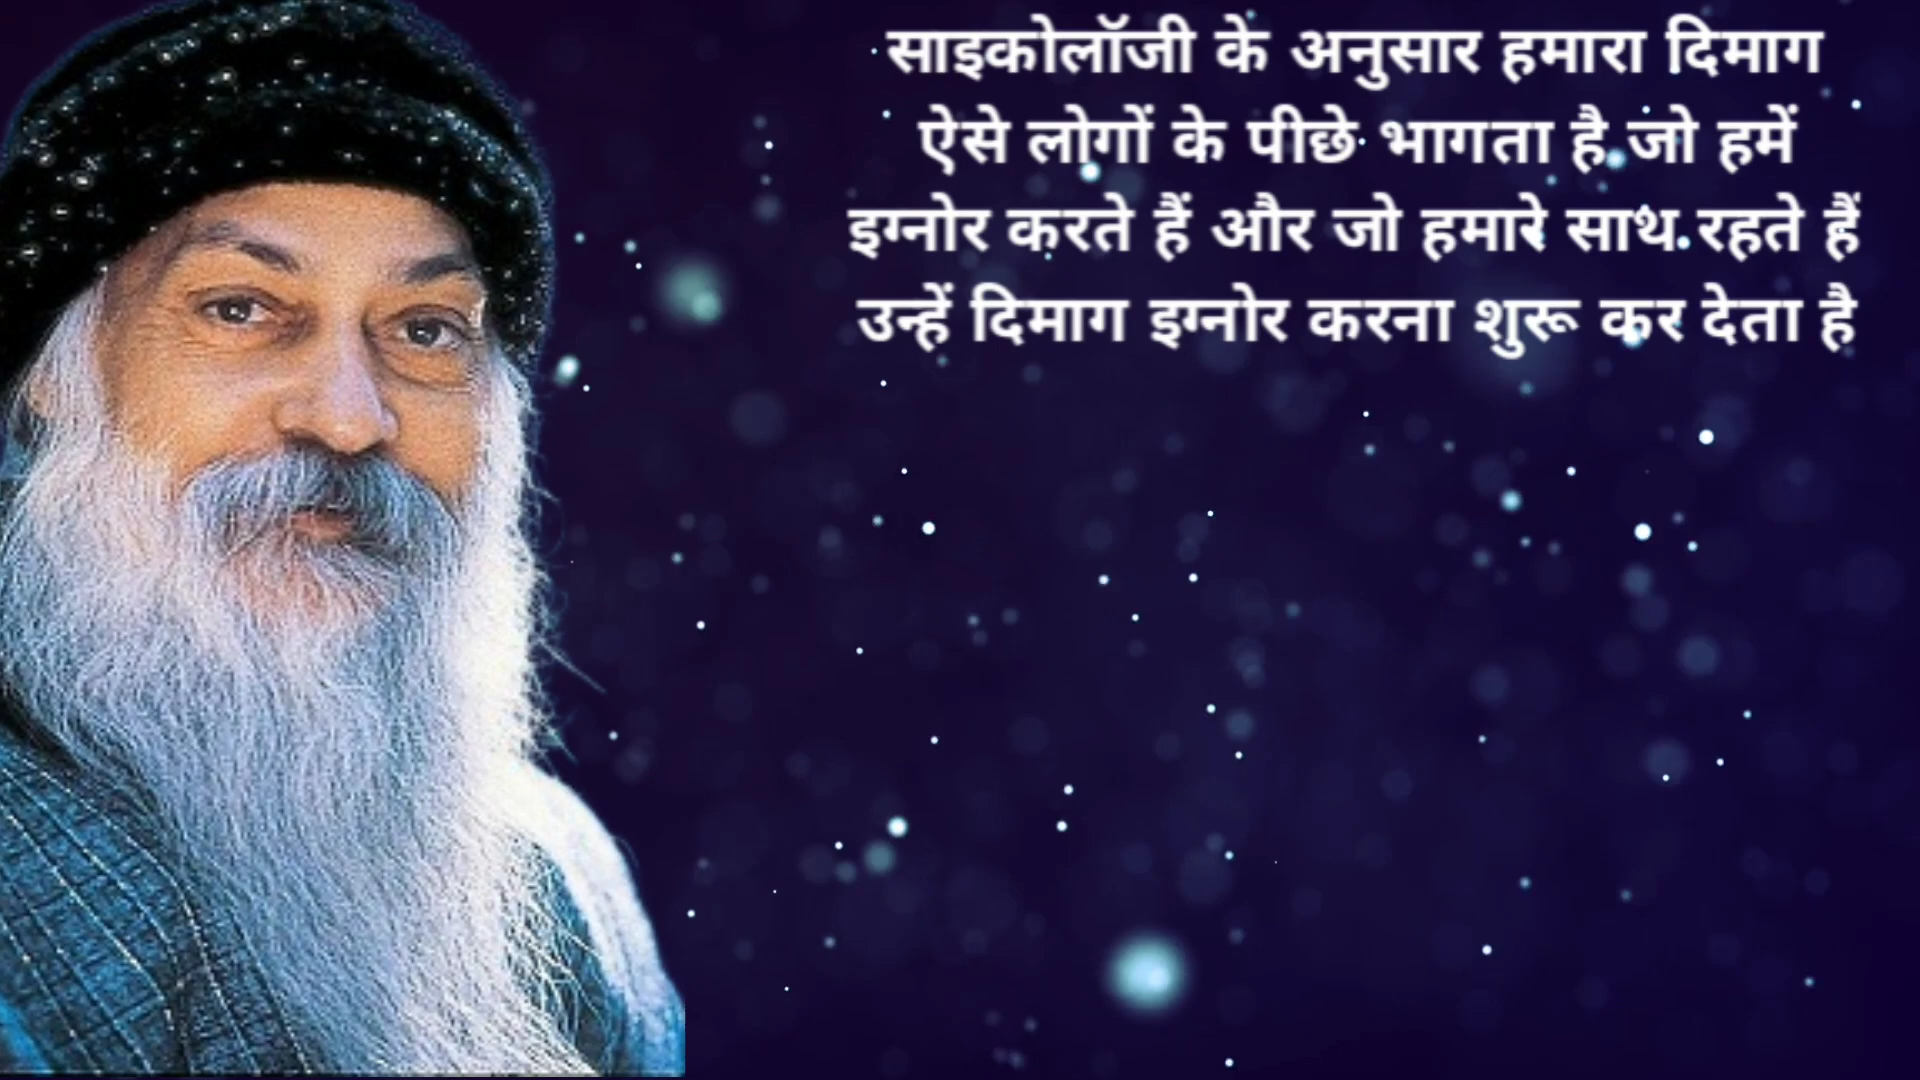 साइकोलॉजी के अनुसार हमारा दिमाग
ऐसे लोगों के पीछे भागता है जो हमें
इग्नोर करते हैं और जो हमारे साथ रहते हैं
उन्हें दिमाग इग्नोर करना शुरू कर देता है